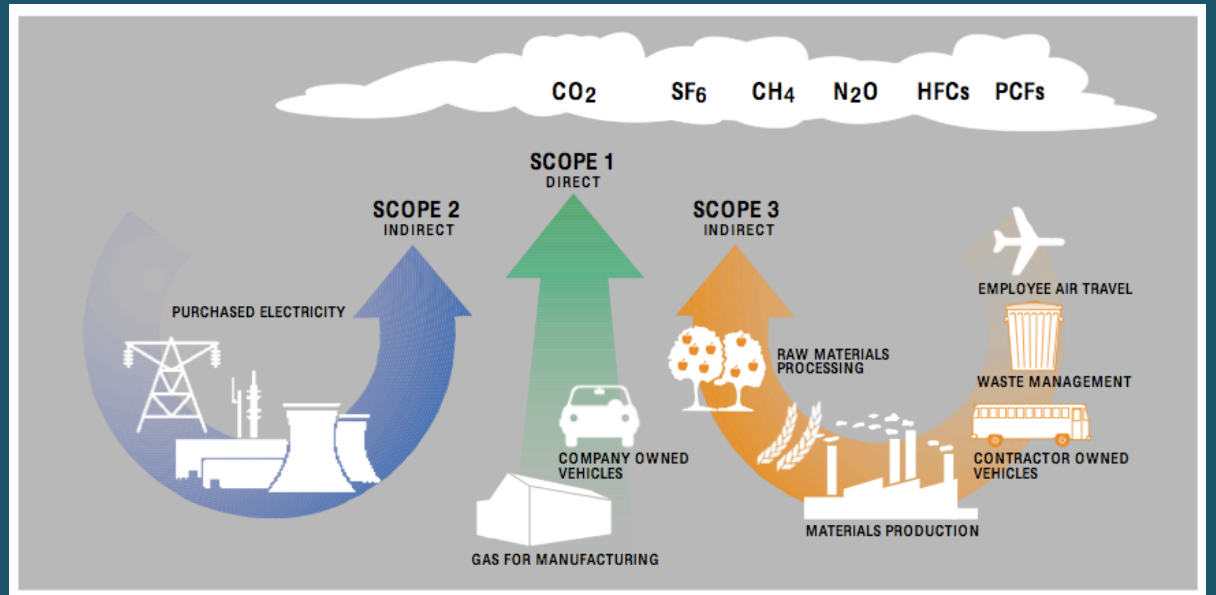 CO2 SF6 CH4 N2O HFCs PCFs
SCOPE 1
DIRECT
SCOPE 2
INDIRECT
SCOPE 3
INDIRECT
PURCHASED ELECTRICITY
COMPANY OWNED
VEHICLES
GAS FOR MANUFACTURING
RAW MATERIALS
PROCESSING
MATERIALS PRODUCTION
EMPLOYEE AIR TRAVEL
WASTE MANAGEMENT
CONTRACTOR OWNED
VEHICLES